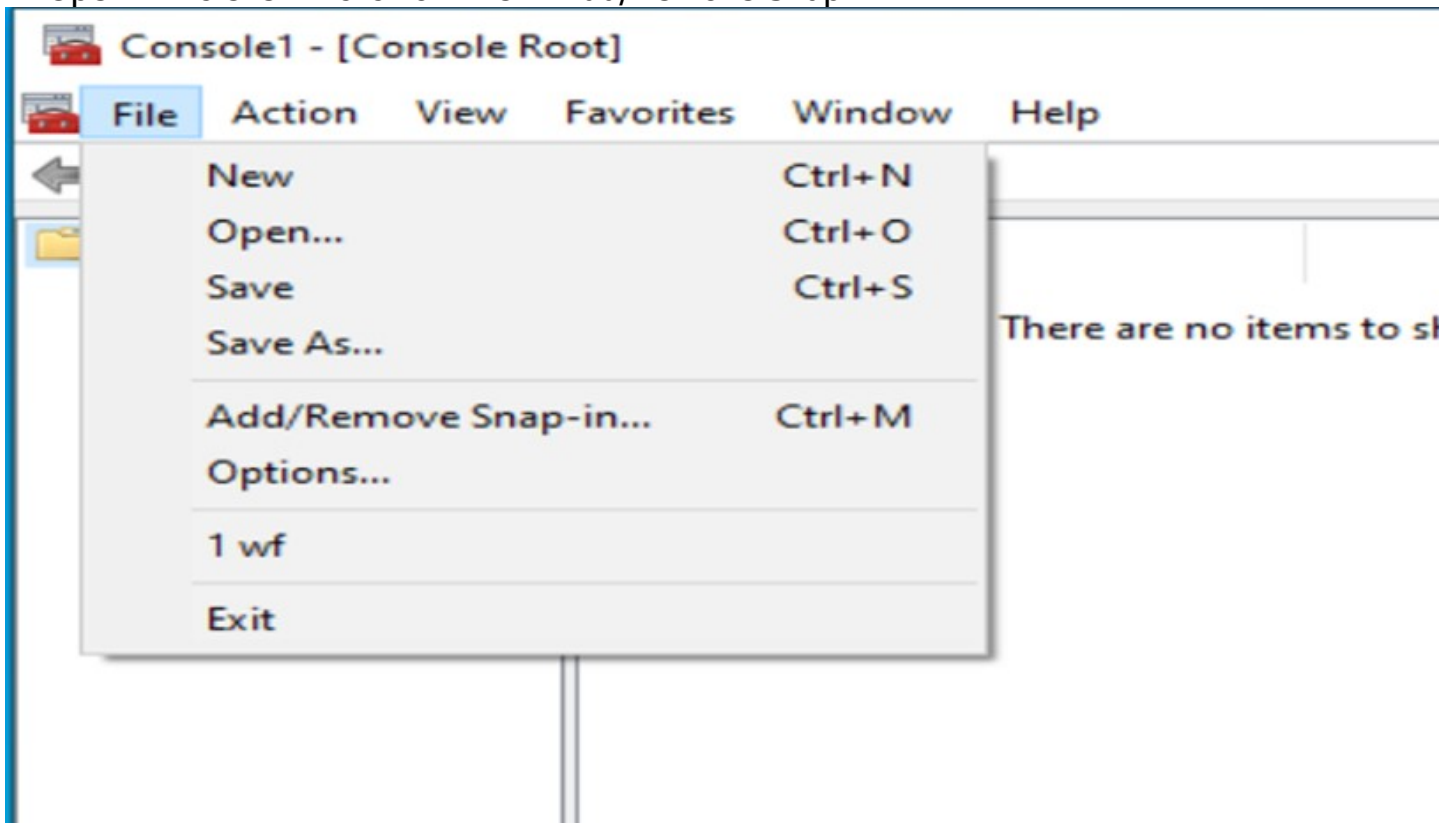 Console1 - [Console Root]
File Action View Favorites Window Help
New Ctrl+N
Open... Ctrl+O
Save Ctrl+S
Save As...
There are no items to sh
Add/Remove Snap-in... Ctrl+M
Options...
1 wf
Exit